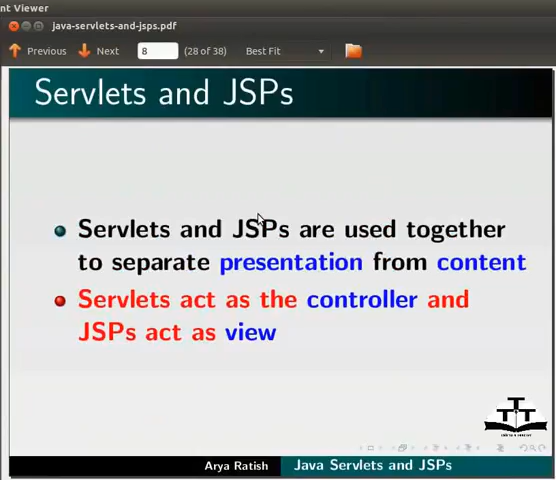 nt Viewer
java-servlets-and-jsps.pdf
Previous Next 8 (28 of 38) Best Fit
Servlets and JSPs
Servlets and JSPs are used together
to separate presentation from content
Servlets act as the controller and
JSPs act as view
TTT
Arya Ratish Java Servlets and JSPs